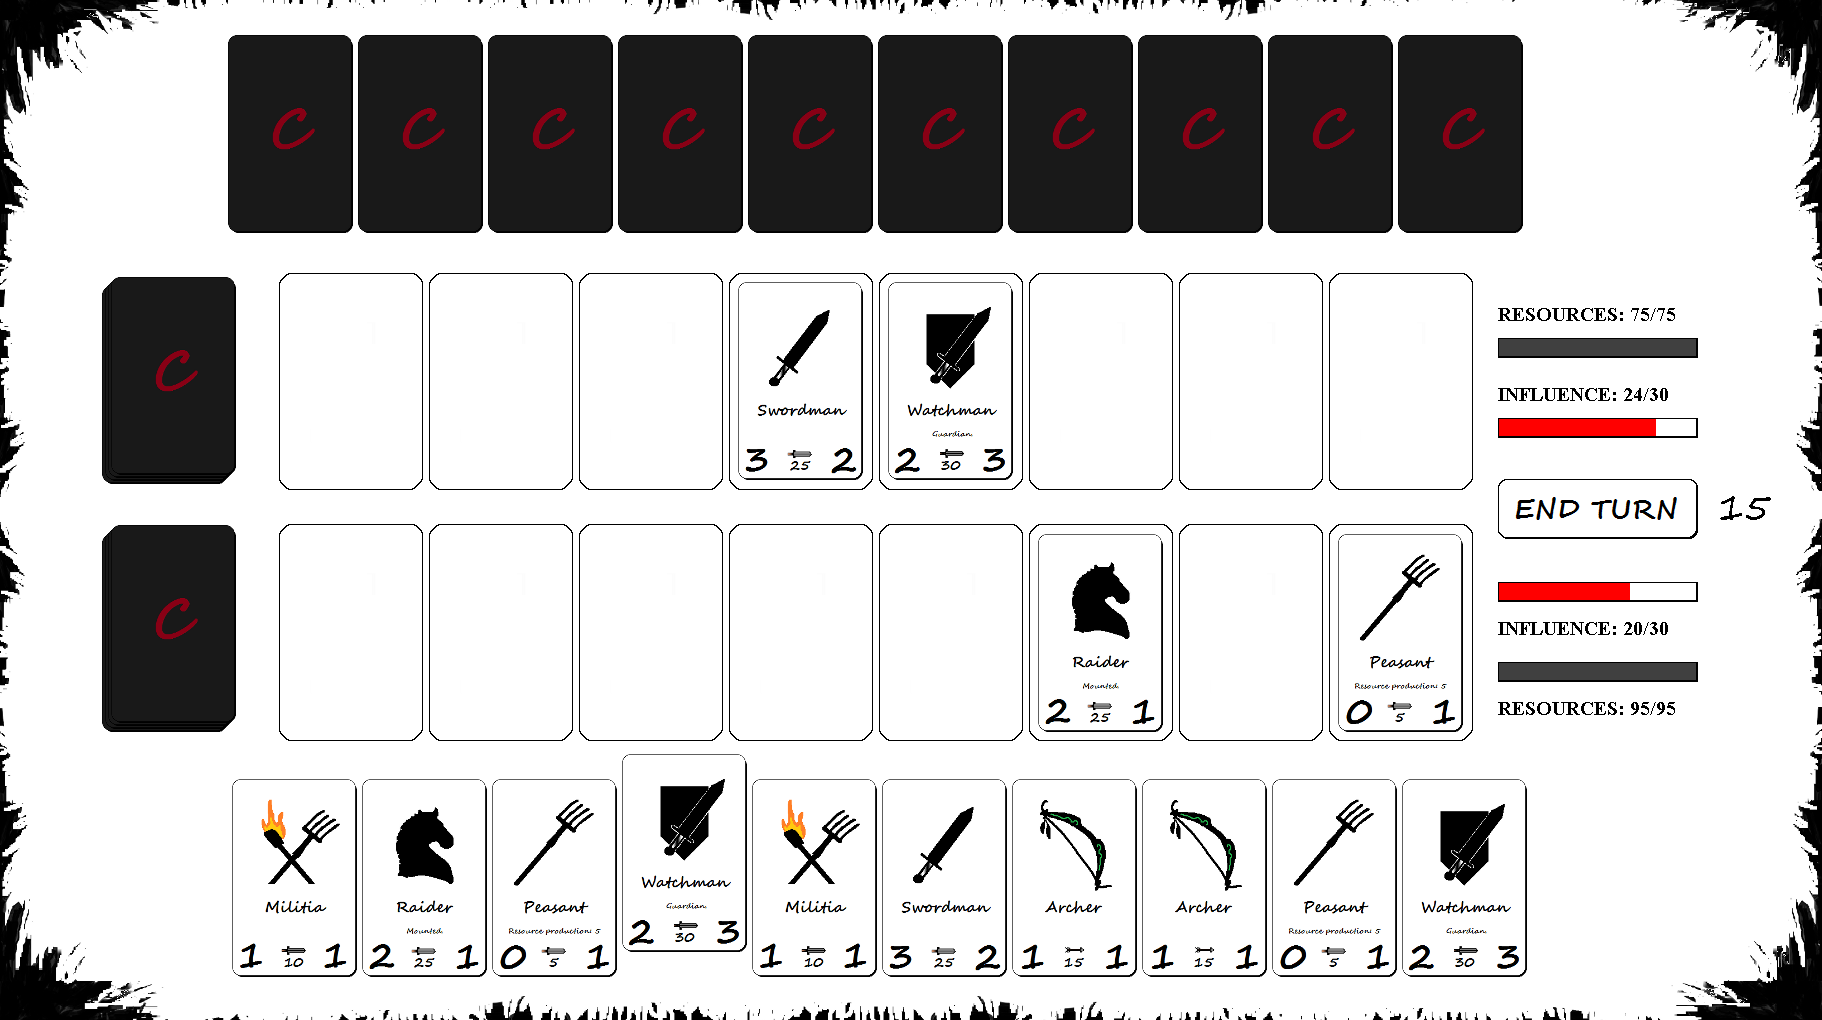 C C C C C C C C C C
C
Swordman
3 25 2
Watchman
Guardian
2 30 3
RESOURCES: 75/75
INFLUENCE: 24/30
END TURN 15
C
Raider
Mounted
2 25 1
Peasant
Resource production: 5
0 5 1
INFLUENCE: 20/30
RESOURCES: 95/95
Militia
1 10 1
Raider
Mounted
2 25 1
Peasant
Resource production: 5
0 5 1
Watchman
Guardian
2 30 3
Militia
1 10 1
Swordman
3 25 2
Archer
1 15 1
Archer
1 15 1
Peasant
Resource production: 5
0 5 1
Watchman
Guardian
2 30 3